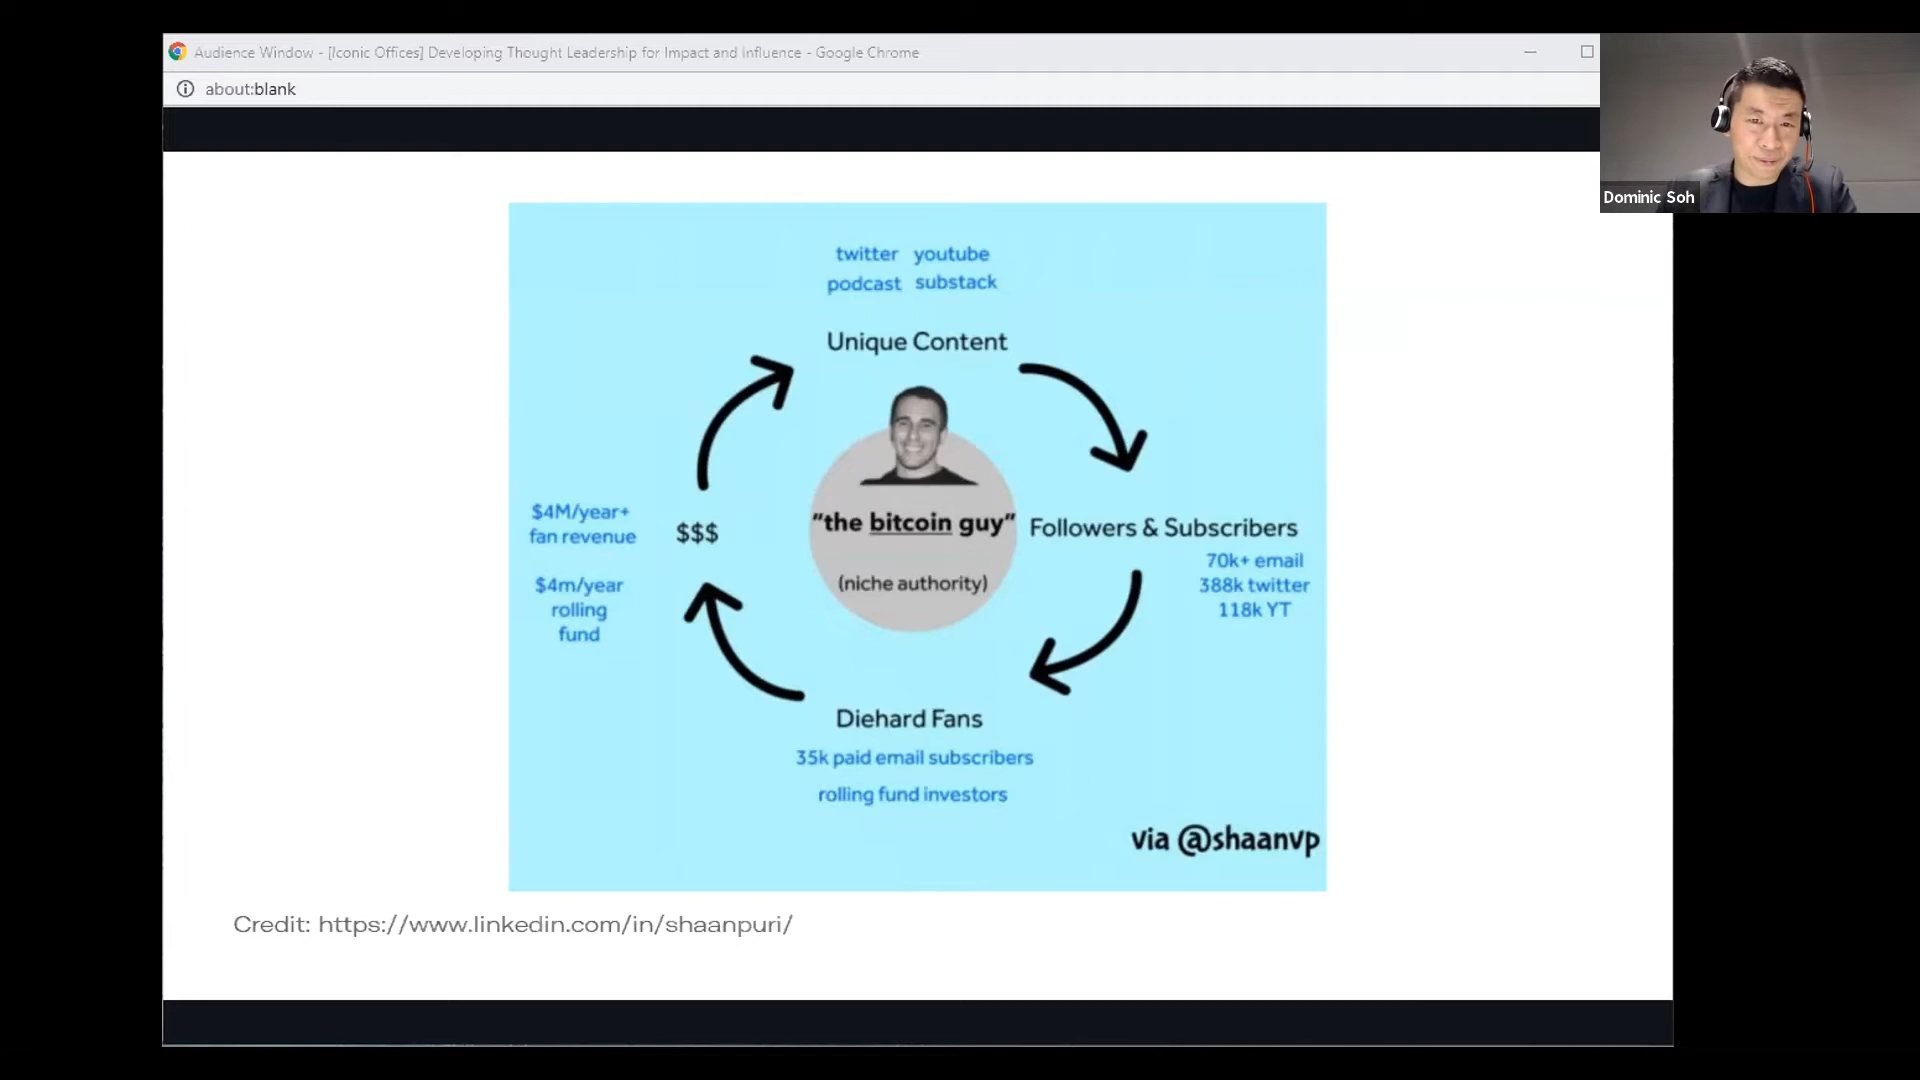 Audience Window - [Iconic Offices] Developing Thought Leadership for Impact and Influence - Google Chrome
about:blank
Dominic Soh
twitter youtube
podcast substack
Unique Content
"the bitcoin guy"
(niche authority)
Followers & Subscribers
70k+ email
388k twitter
118k YT
Diehard Fans
35k paid email subscribers
rolling fund investors
$$$
$4M/year+
fan revenue
$4m/year
rolling
fund
via @shaanvp
Credit: https://www.linkedin.com/in/shaanpuri/